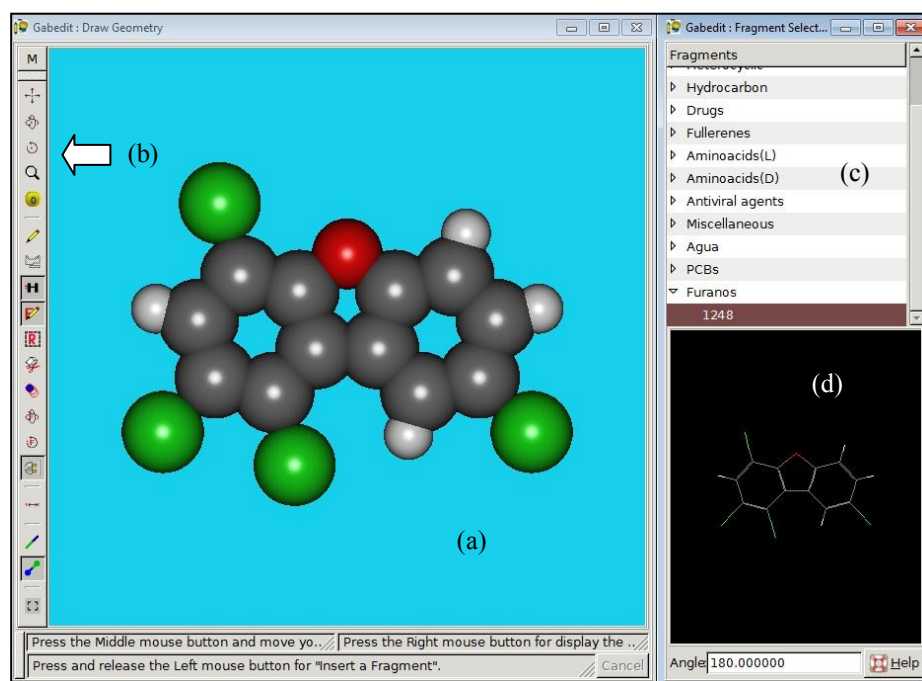 Gabedit : Draw Geometry
M
(b)
(a)
Press the Middle mouse button and move yo..
Press the Right mouse button for display the ..
Press and release the Left mouse button for "Insert a Fragment".
Cancel
Gabedit : Fragment Select...
Fragments
Heterocyclic
Hydrocarbon
Drugs
Fullerenes
Aminoacids(L)
(c)
Aminoacids(D)
Antiviral agents
Miscellaneous
Agua
PCBs
Furanos
1248
(d)
Angle: 180.000000
Help